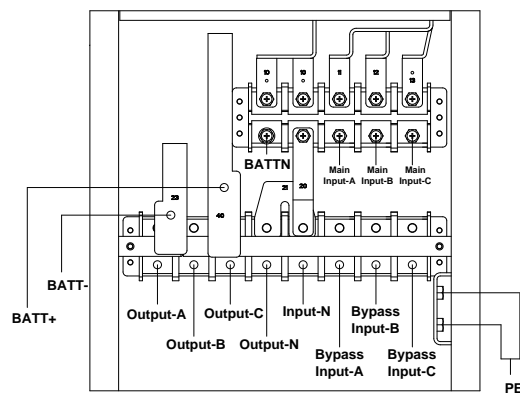 10 10 11 12 13
BATTN
Main Input-A
Main Input-B
Main Input-C
23
40
21
20
BATT-
BATT+
Output-A
Output-B
Output-C
Output-N
Input-N
Bypass Input-A
Bypass Input-B
Bypass Input-C
PE